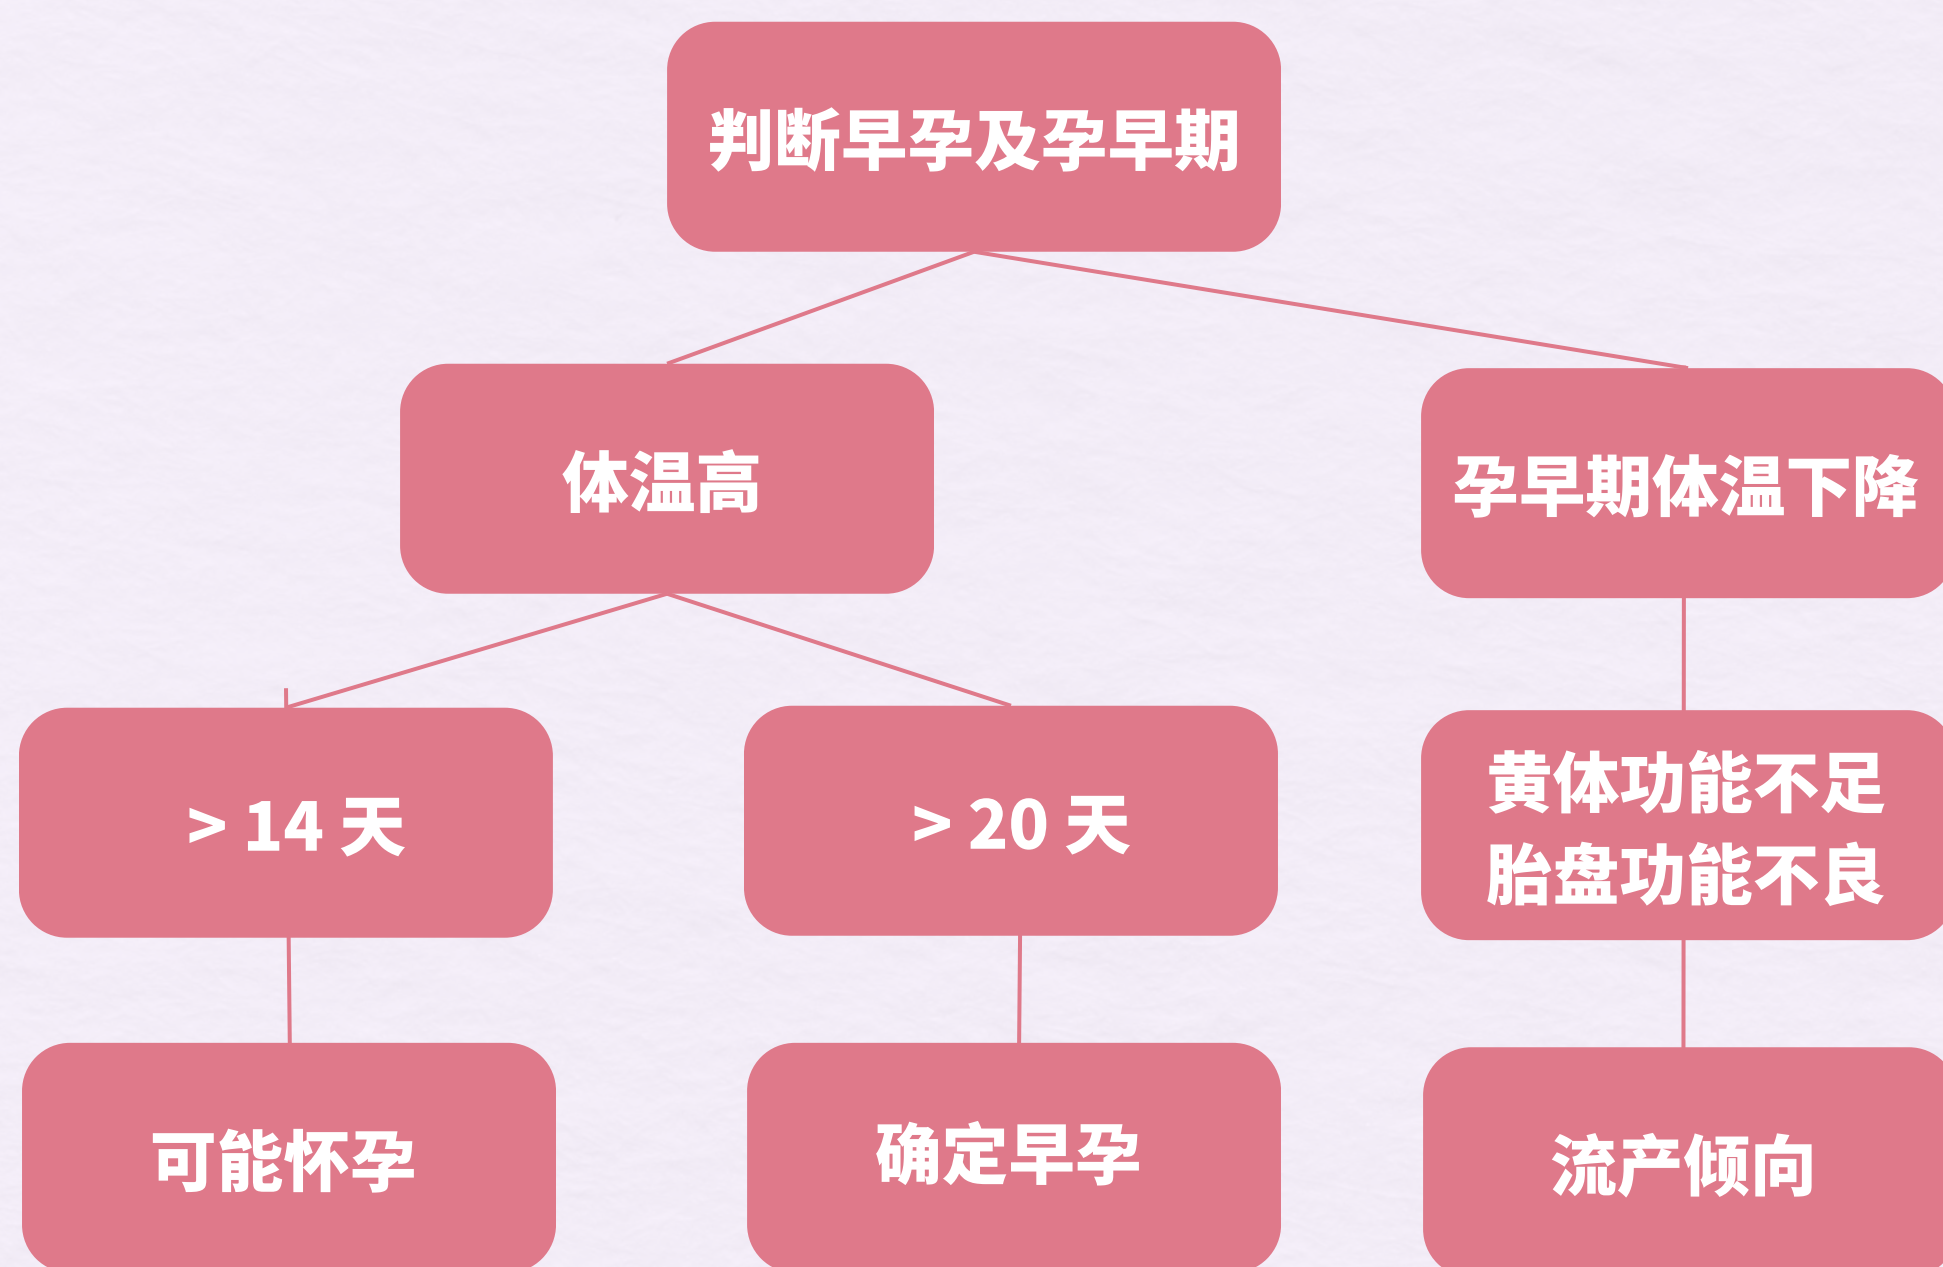 判断早孕及孕早期
体温高
孕早期体温下降
> 14 天
> 20 天
黄体功能不足
胎盘功能不良
可能怀孕
确定早孕
流产倾向